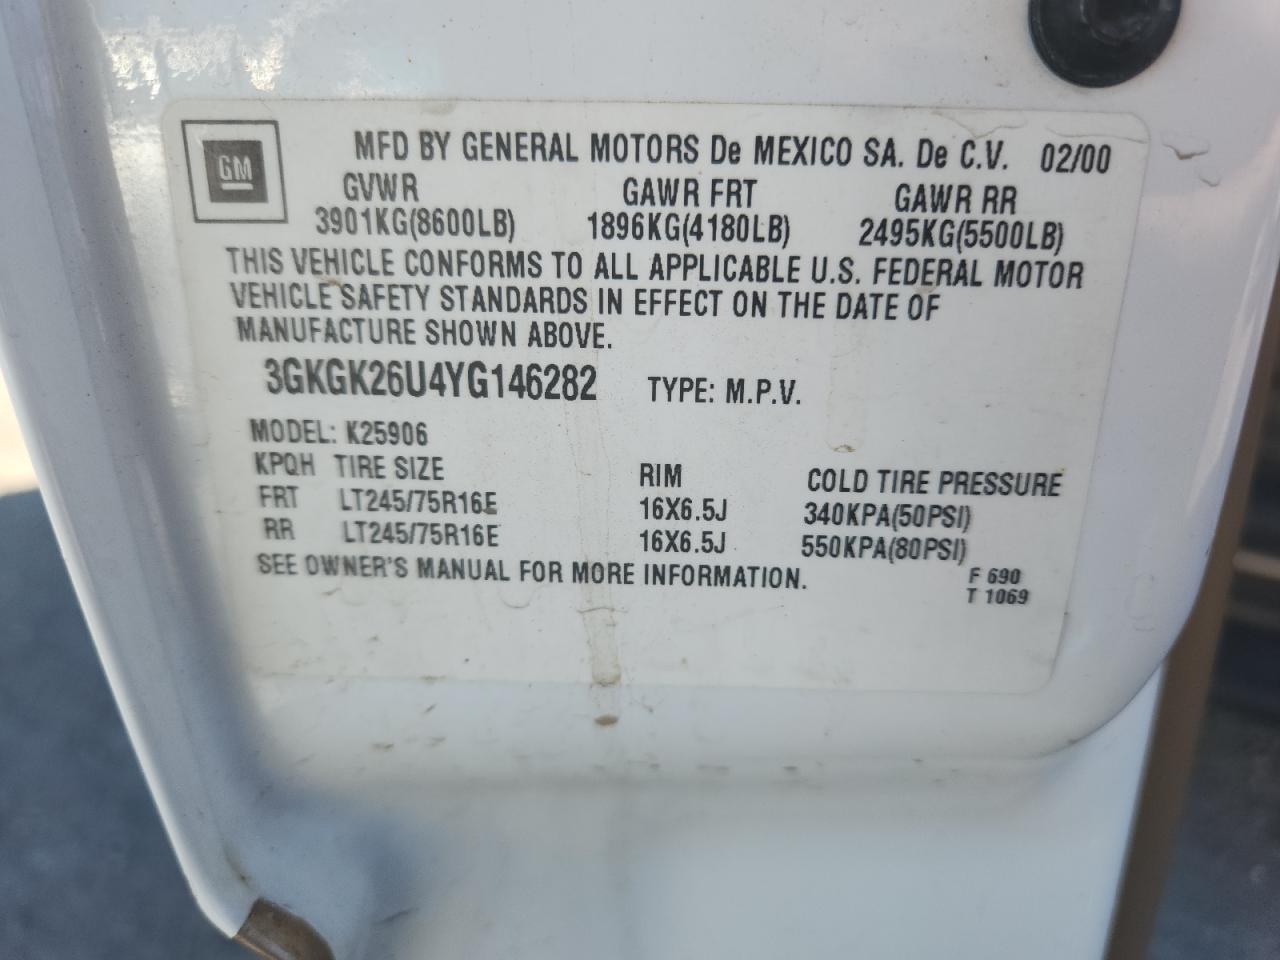 GM
MFD BY GENERAL MOTORS De MEXICO SA. De C.V. 02/00
GVWR GAWR FRT GAWR RR
3901KG(8600LB) 1896KG(4180LB) 2495KG(5500LB)
THIS VEHICLE CONFORMS TO ALL APPLICABLE U.S. FEDERAL MOTOR
VEHICLE SAFETY STANDARDS IN EFFECT ON THE DATE OF
MANUFACTURE SHOWN ABOVE.
3GKGK26U4YG146282 TYPE: M.P.V.
MODEL: K25906
KPQH TIRE SIZE RIM COLD TIRE PRESSURE
FRT LT245/75R16E 16X6.5J 340KPA(50PSI)
RR LT245/75R16E 16X6.5J 550KPA(80PSI)
SEE OWNER'S MANUAL FOR MORE INFORMATION.
F 690
T 1069